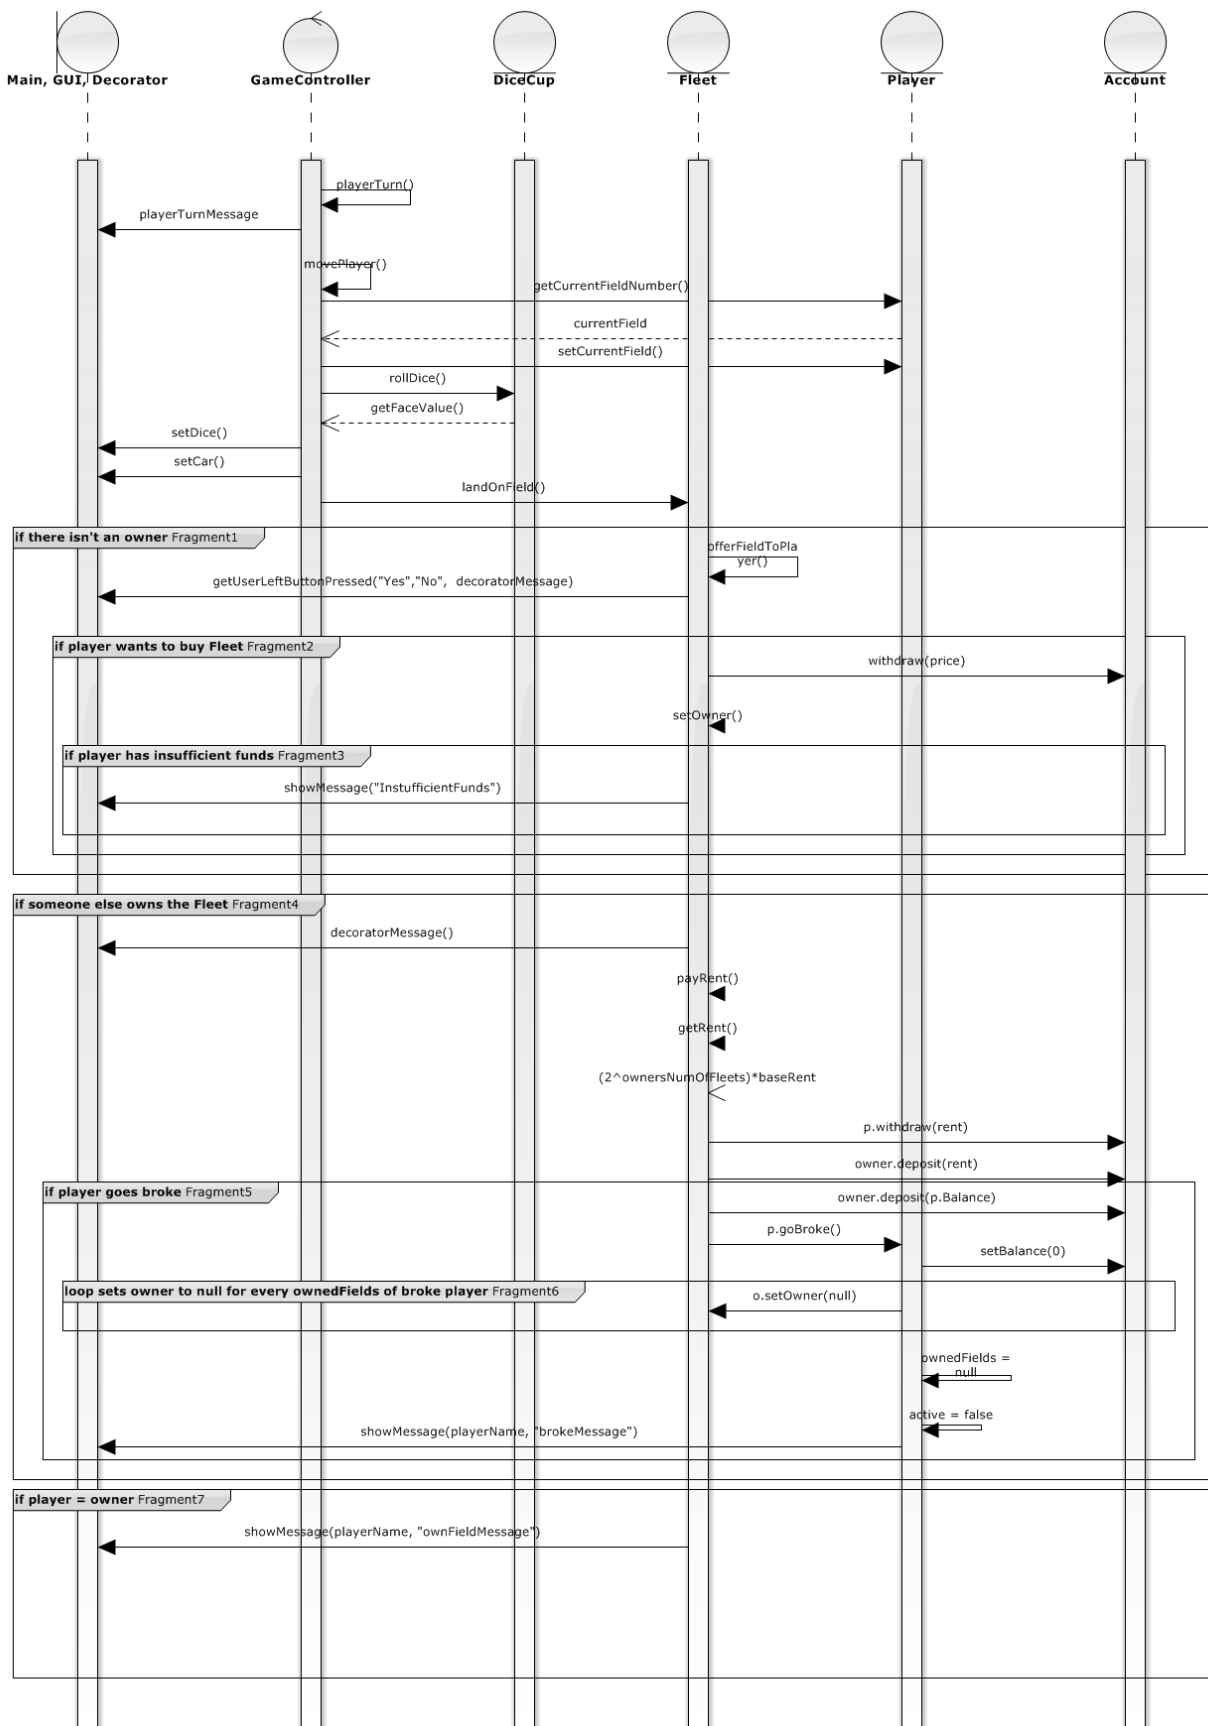 Main, GUI, Decorator
GameController
DiceCup
Fleet
Player
Account
playerTurn()
playerTurnMessage
movePlayer()
getCurrentFieldNumber()
currentField
setCurrentField()
rollDice()
getFaceValue()
setDice()
setCar()
landOnField()
if there isn't an owner Fragment1
offerFieldToPla
yer()
getUserLeftButtonPressed("Yes","No",  decoratorMessage)
if player wants to buy Fleet Fragment2
withdraw(price)
setOwner()
if player has insufficient funds Fragment3
showMessage("InstufficientFunds")
if someone else owns the Fleet Fragment4
decoratorMessage()
payRent()
getRent()
(2^ownersNumOfFleets)*baseRent
p.withdraw(rent)
owner.deposit(rent)
if player goes broke Fragment5
owner.deposit(p.Balance)
p.goBroke()
setBalance(0)
loop sets owner to null for every ownedFields of broke player Fragment6
o.setOwner(null)
ownedFields =
null
active = false
showMessage(playerName, "brokeMessage")
if player = owner Fragment7
showMessage(playerName, "ownFieldMessage")